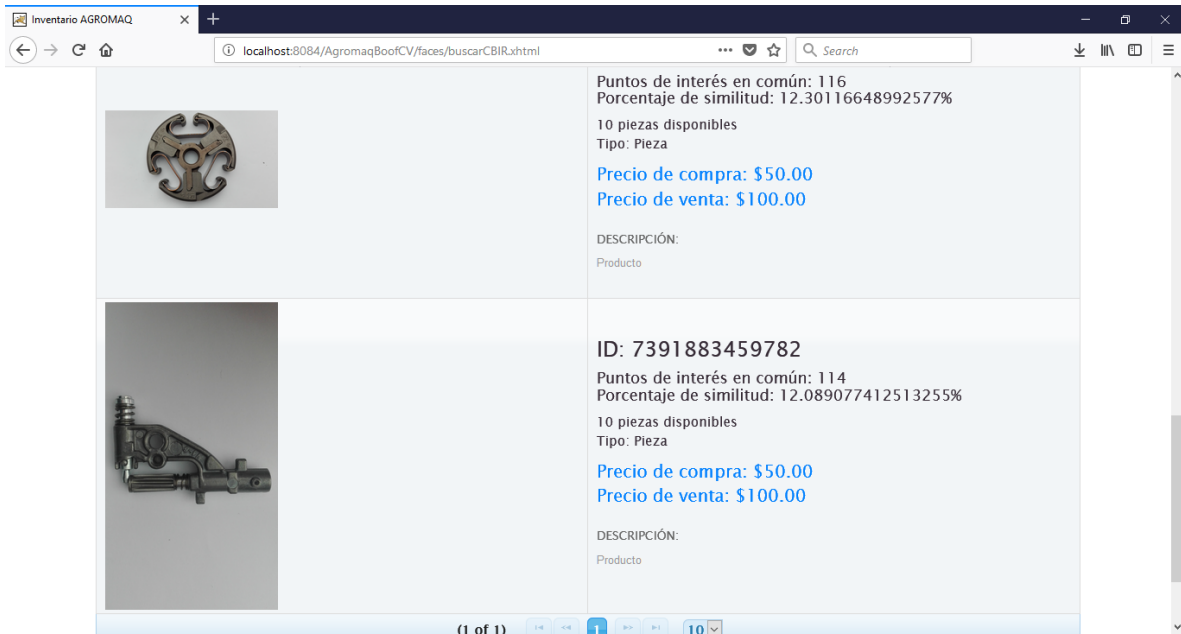 Inventario AGROMAQ
localhost:8084/AgromaqBoofCV/faces/buscarCBIR.xhtml
Search
Puntos de interés en común: 116
Porcentaje de similitud: 12.30116648992577%
10 piezas disponibles
Tipo: Pieza
Precio de compra: $50.00
Precio de venta: $100.00
DESCRIPCIÓN:
Producto
ID: 7391883459782
Puntos de interés en común: 114
Porcentaje de similitud: 12.089077412513255%
10 piezas disponibles
Tipo: Pieza
Precio de compra: $50.00
Precio de venta: $100.00
DESCRIPCIÓN:
Producto
(1 of 1) 1 10